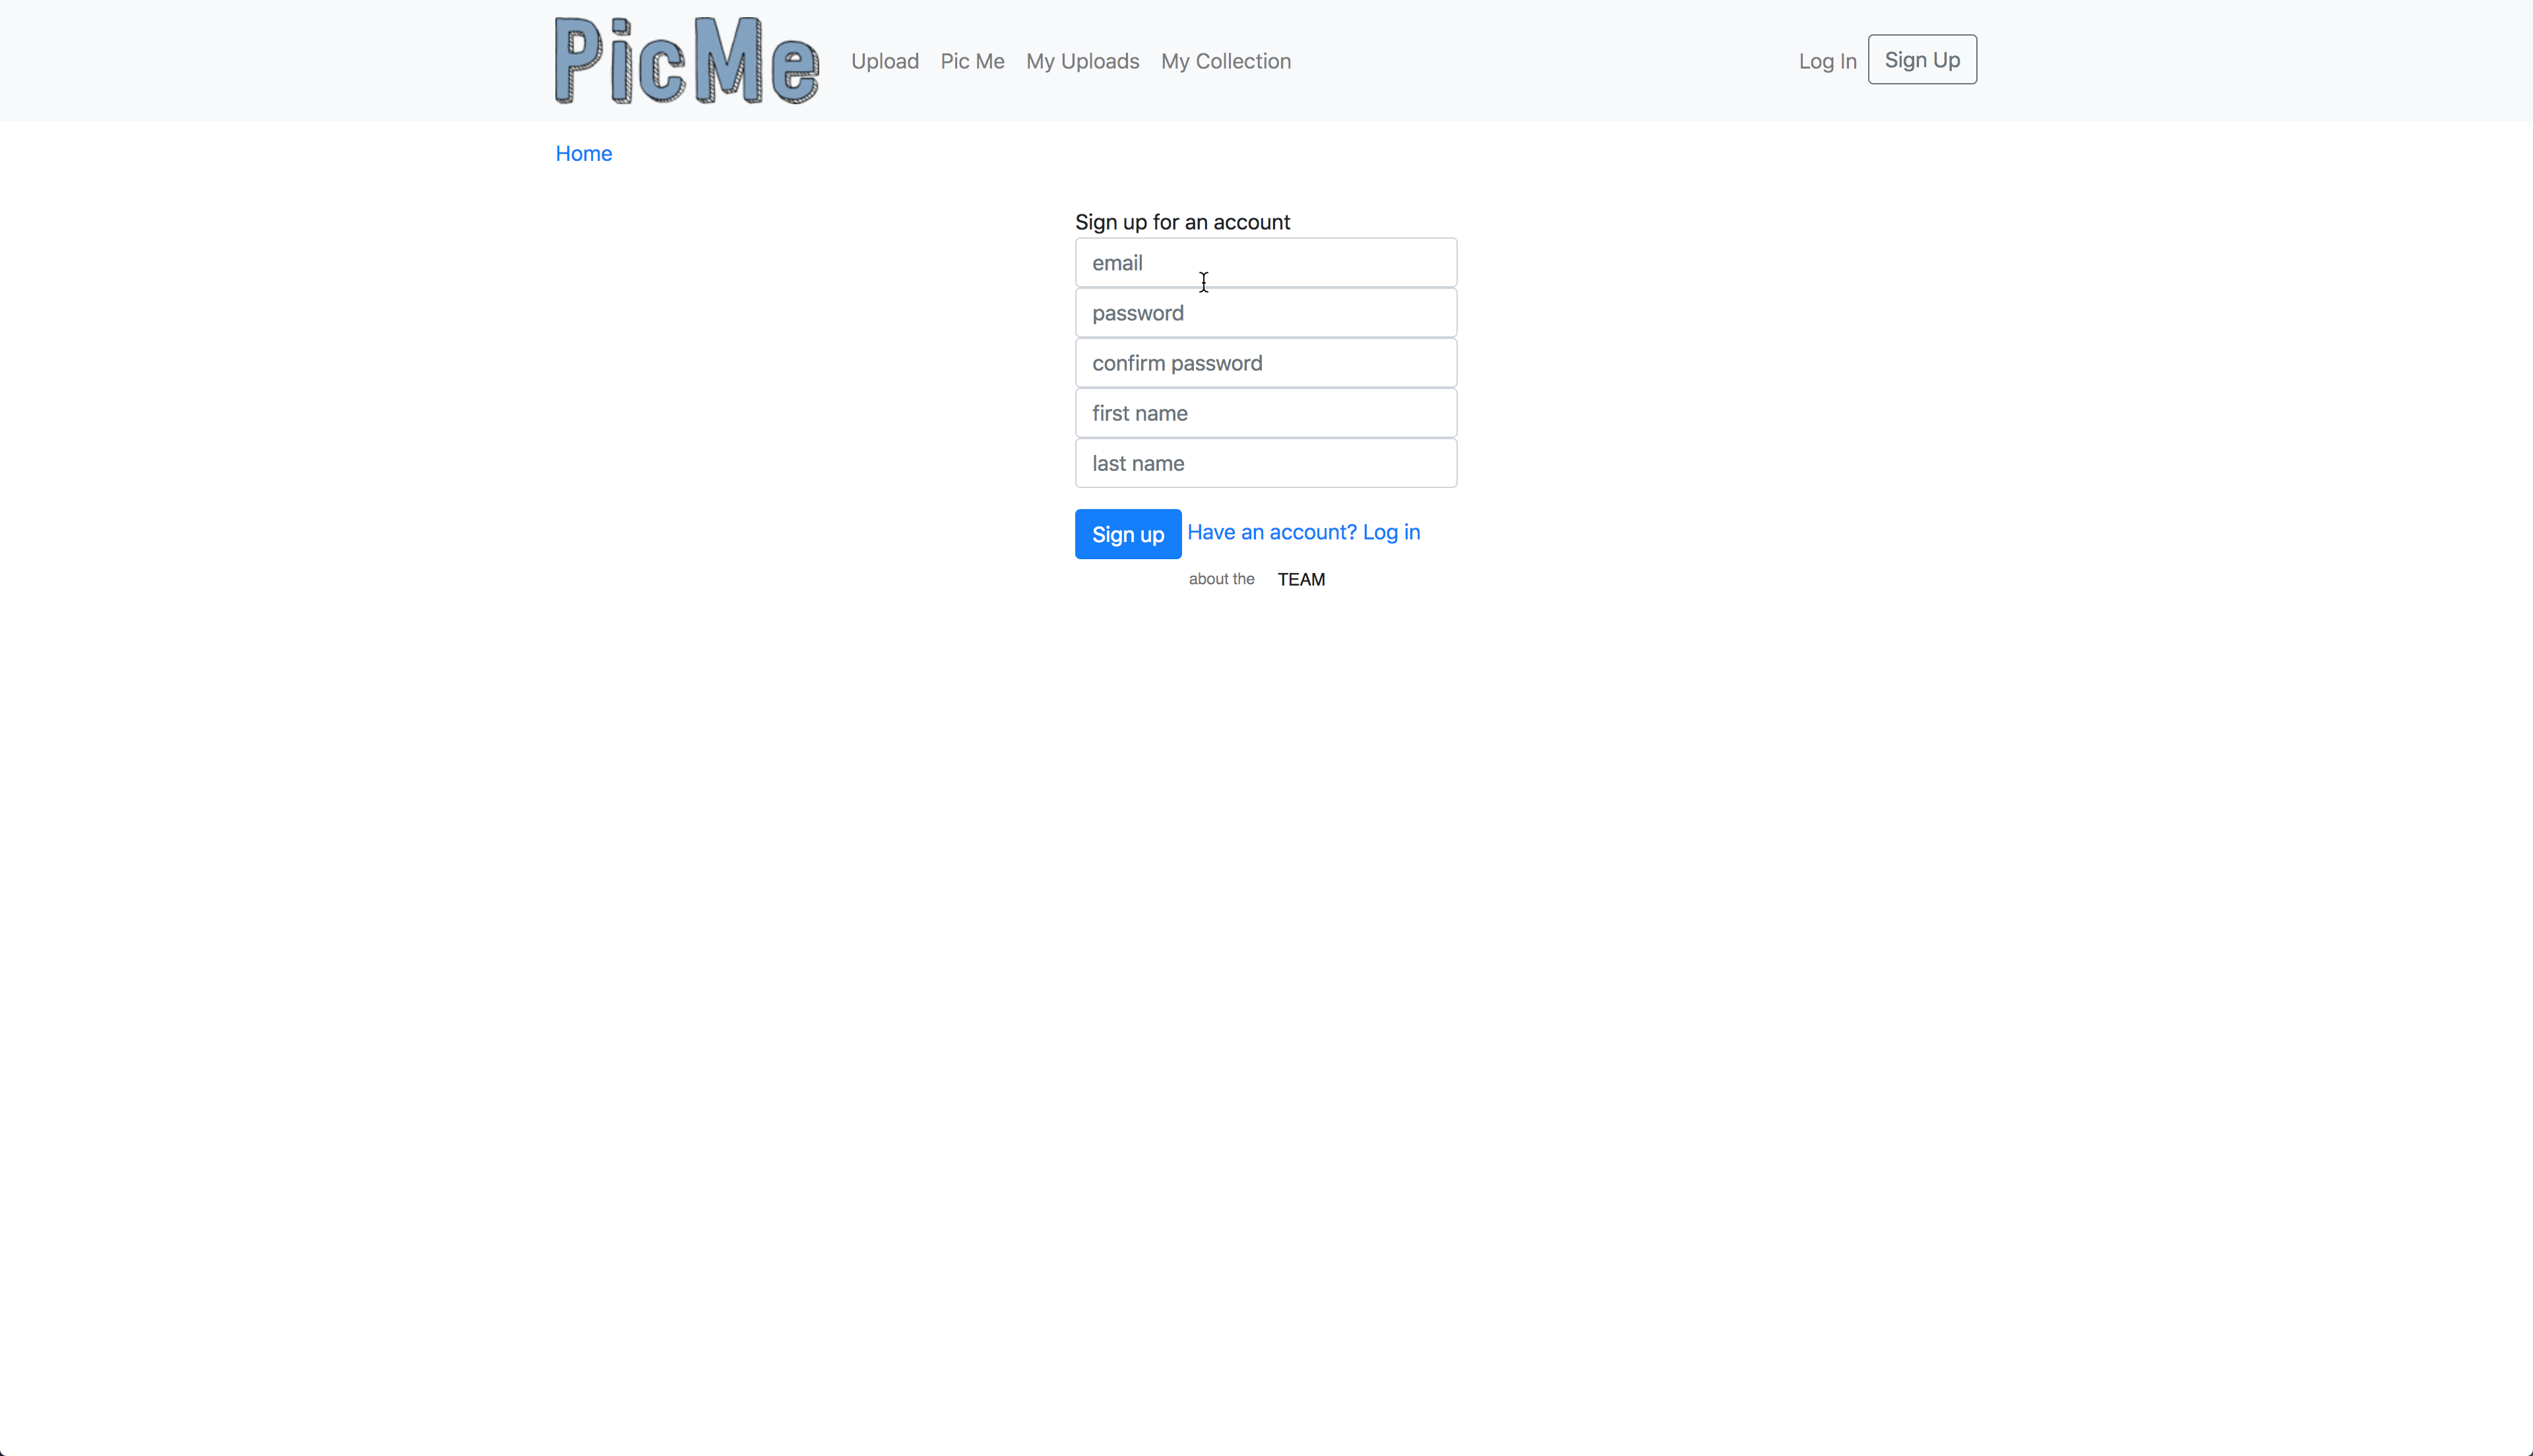 PicMe
Upload Pic Me My Uploads My Collection
Log In Sign Up
Home
Sign up for an account
email
password
confirm password
first name
last name
Sign up Have an account? Log in
about the TEAM